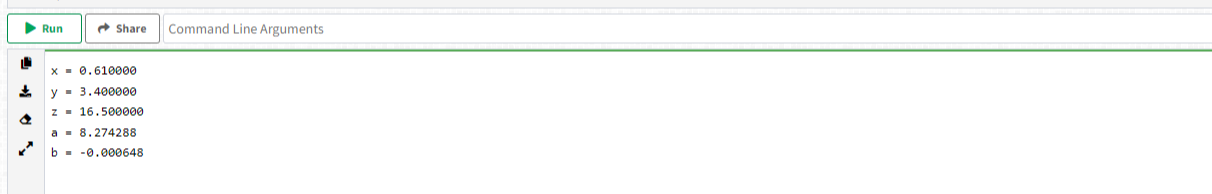 Run Share Command Line Arguments
x = 0.610000
y = 3.400000
z = 16.500000
a = 8.274288
b = -0.000648